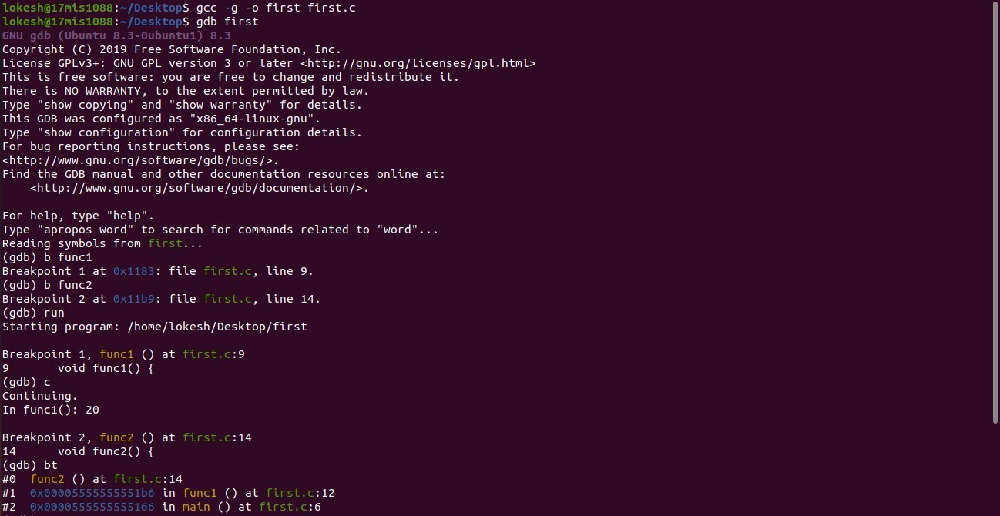 lokesh@17mis1088:~/Desktop$ gcc -g -o first first.c
lokesh@17mis1088:~/Desktop$ gdb first
GNU gdb (Ubuntu 8.3-0ubuntu1) 8.3
Copyright (C) 2019 Free Software Foundation, Inc.
License GPLv3+: GNU GPL version 3 or later <http://gnu.org/licenses/gpl.html>
This is free software: you are free to change and redistribute it.
There is NO WARRANTY, to the extent permitted by law.
Type "show copying" and "show warranty" for details.
This GDB was configured as "x86_64-linux-gnu".
Type "show configuration" for configuration details.
For bug reporting instructions, please see:
<http://www.gnu.org/software/gdb/bugs/>.
Find the GDB manual and other documentation resources online at:
    <http://www.gnu.org/software/gdb/documentation/>.

For help, type "help".
Type "apropos word" to search for commands related to "word"...
Reading symbols from first...
(gdb) b func1
Breakpoint 1 at 0x1183: file first.c, line 9.
(gdb) b func2
Breakpoint 2 at 0x11b9: file first.c, line 14.
(gdb) run
Starting program: /home/lokesh/Desktop/first

Breakpoint 1, func1 () at first.c:9
9       void func1() {
(gdb) c
Continuing.
In func1(): 20

Breakpoint 2, func2 () at first.c:14
14      void func2() {
(gdb) bt
#0  func2 () at first.c:14
#1  0x00005555555551b6 in func1 () at first.c:12
#2  0x0000555555555166 in main () at first.c:6